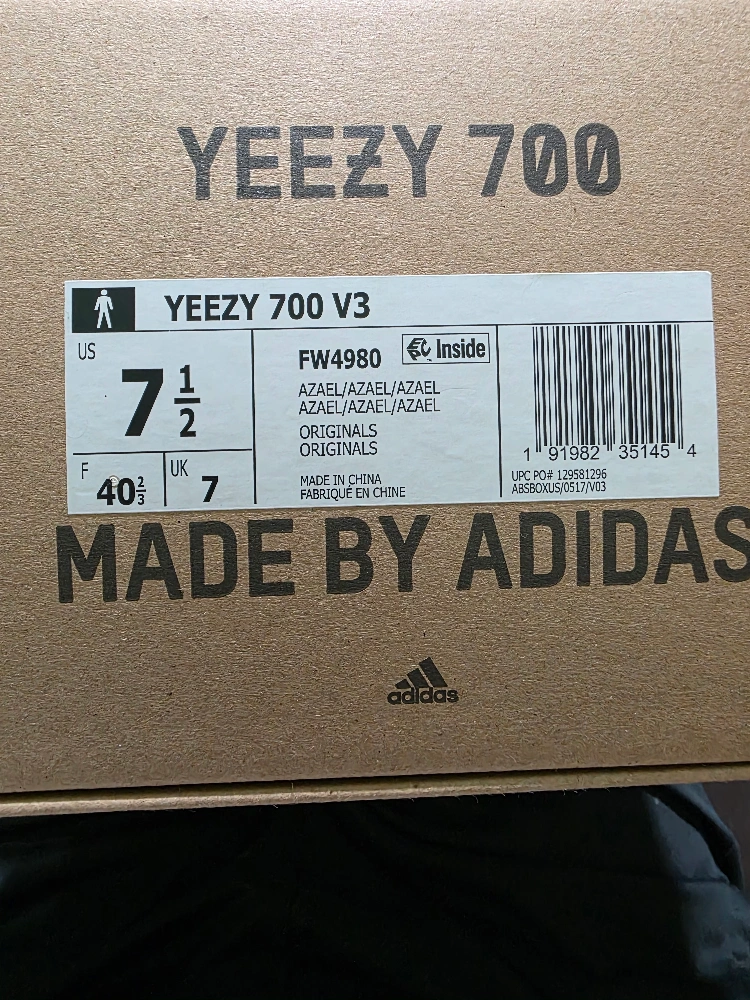 YEEZY 700
YEEZY 700 V3
US
7 1/2
F
40 2/3
UK
7
FW4980
Inside
AZAEL/AZAEL/AZAEL
AZAEL/AZAEL/AZAEL
ORIGINALS
ORIGINALS
MADE IN CHINA
FABRIQUÉ EN CHINE
1 91982 35145 4
UPC PO# 129581296
ABSBOXUS/0517/V03
MADE BY ADIDAS
adidas